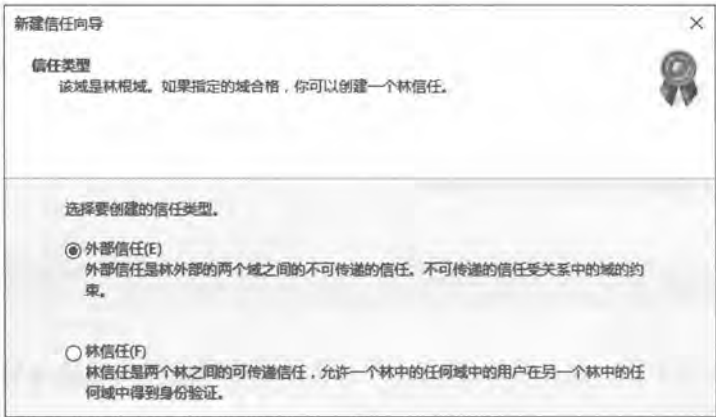 新建信任向导
信任类型
该域是林根域。如果指定的域合格，你可以创建一个林信任。
选择要创建的信任类型。
外部信任(E)
外部信任是林外部的两个域之间的不可传递的信任。不可传递的信任受关系中的域的约
束。
林信任(F)
林信任是两个林之间的可传递信任，允许一个林中的任何域中的用户在另一个林中的任
何域中得到身份验证。